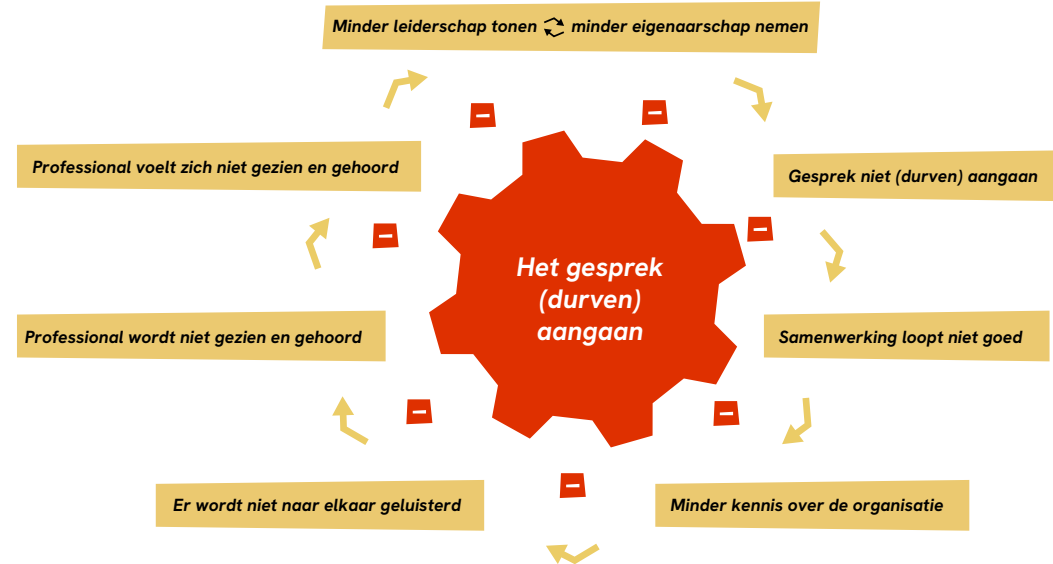 Minder leiderschap tonen minder eigenaarschap nemen
Gesprek niet (durven) aangaan
Samenwerking loopt niet goed
Minder kennis over de organisatie
Er wordt niet naar elkaar geluisterd
Professional wordt niet gezien en gehoord
Professional voelt zich niet gezien en gehoord
Het gesprek
(durven)
aangaan